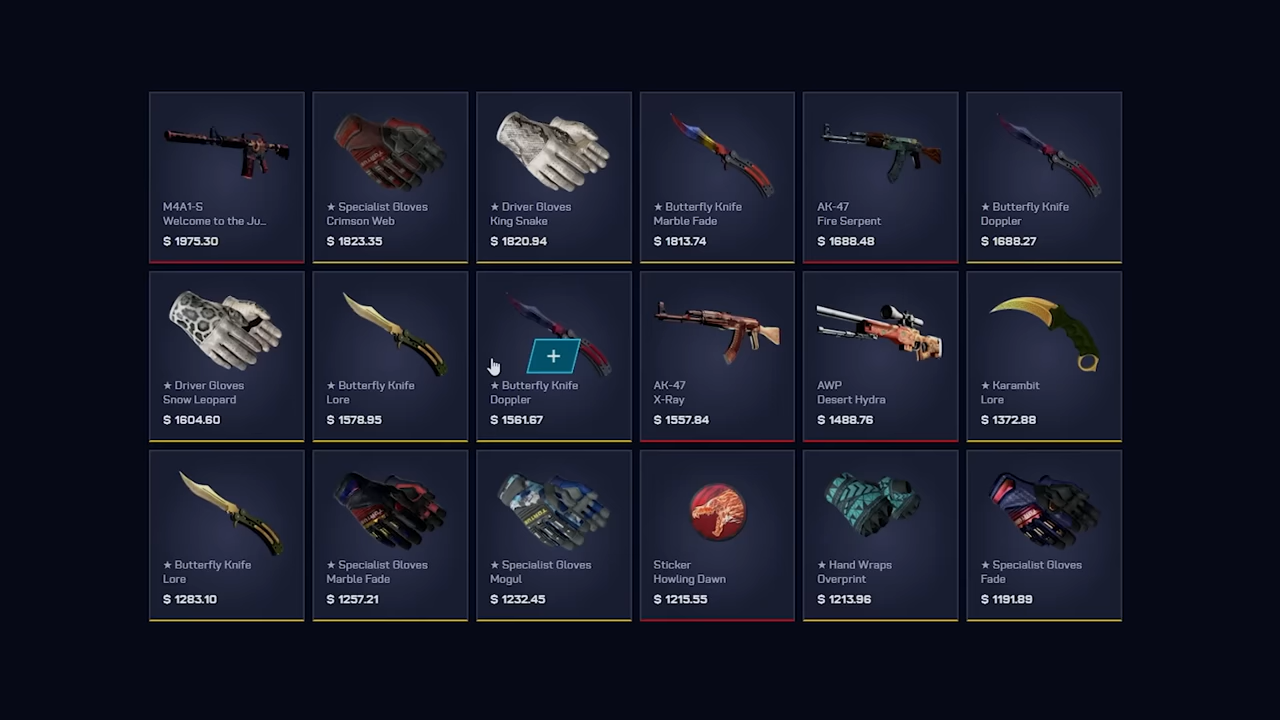 M4A1-S
Welcome to the Ju...
$ 1975.30
★ Specialist Gloves
Crimson Web
$ 1823.35
★ Driver Gloves
King Snake
$ 1820.94
★ Butterfly Knife
Marble Fade
$ 1813.74
AK-47
Fire Serpent
$ 1688.48
★ Butterfly Knife
Doppler
$ 1688.27
★ Driver Gloves
Snow Leopard
$ 1604.60
★ Butterfly Knife
Lore
$ 1578.95
+
★ Butterfly Knife
Doppler
$ 1561.67
AK-47
X-Ray
$ 1557.84
AWP
Desert Hydra
$ 1488.76
★ Karambit
Lore
$ 1372.88
★ Butterfly Knife
Lore
$ 1283.10
★ Specialist Gloves
Marble Fade
$ 1257.21
★ Specialist Gloves
Mogul
$ 1232.45
Sticker
Howling Dawn
$ 1215.55
★ Hand Wraps
Overprint
$ 1213.96
★ Specialist Gloves
Fade
$ 1191.89